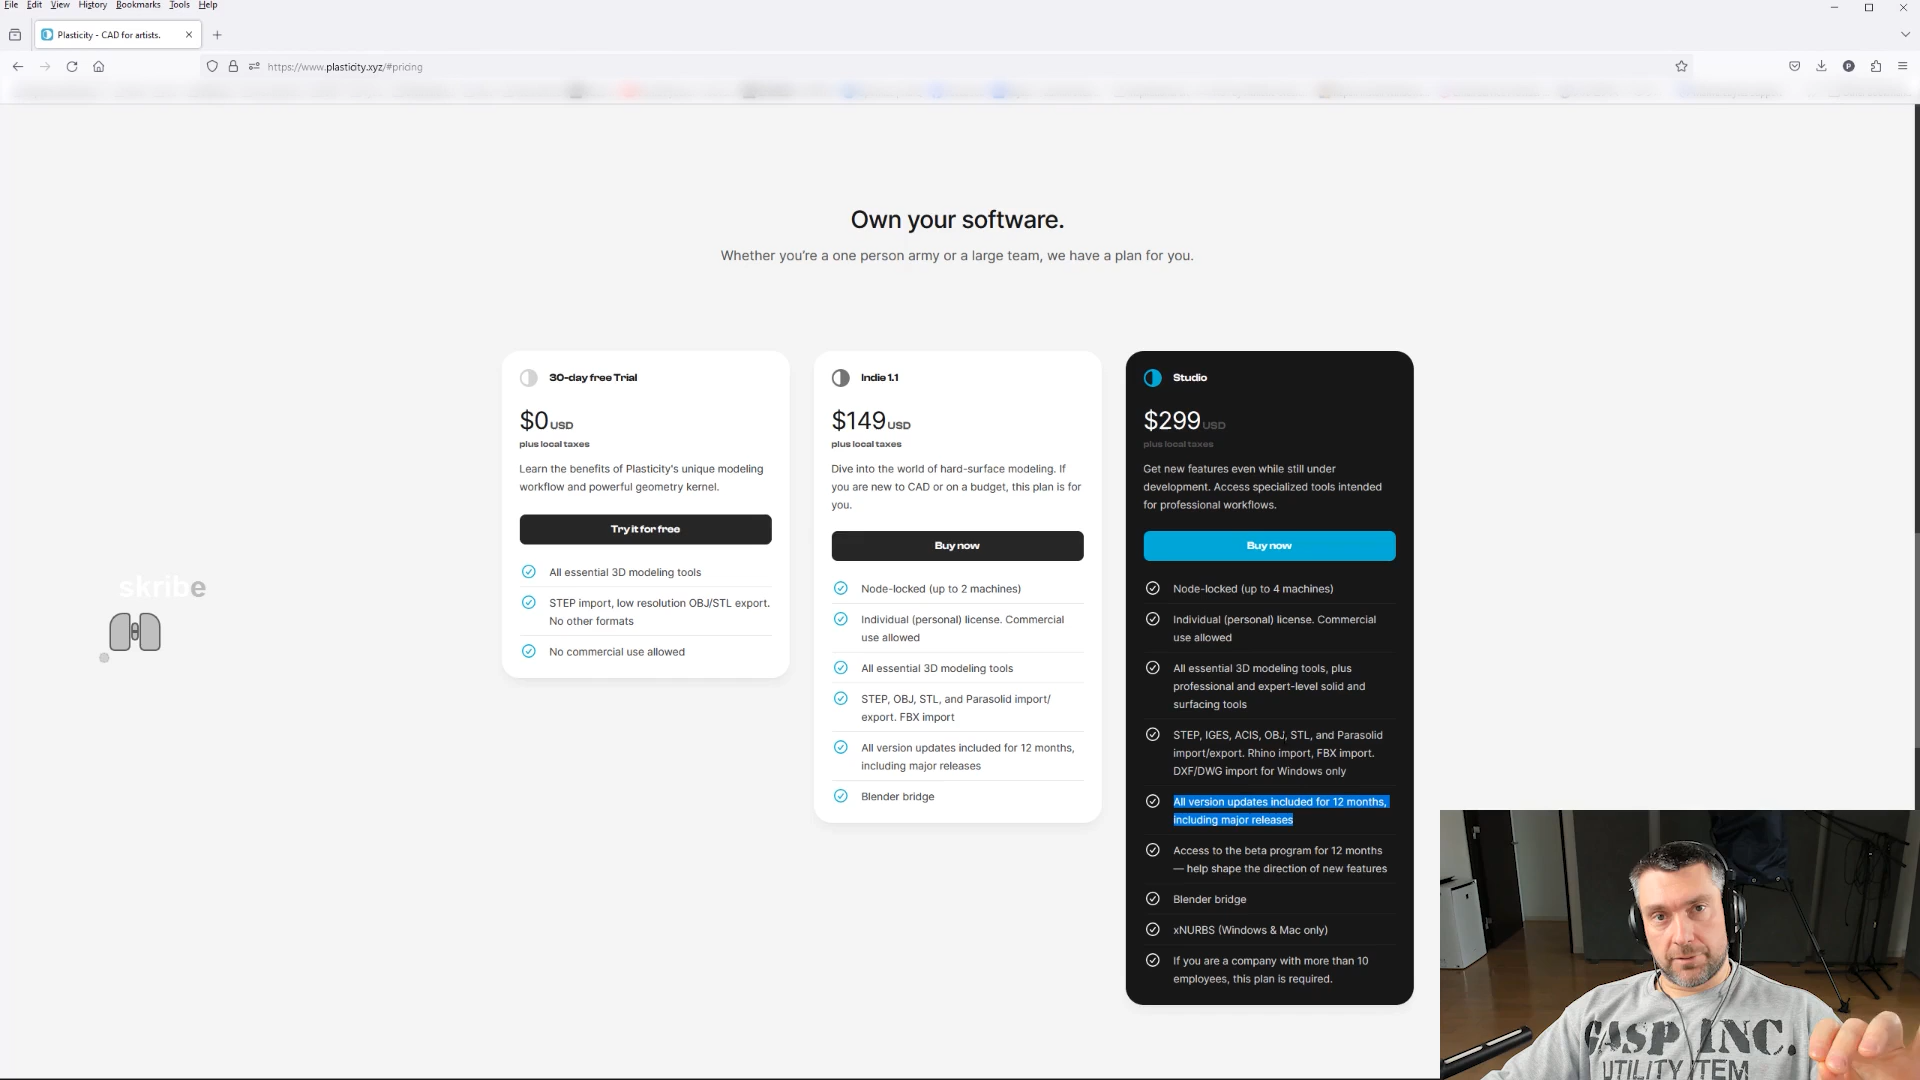 File Edit View History Bookmarks Tools Help
Plasticity - CAD for artists.
https://www.plasticity.xyz/#pricing
Own your software.
Whether you're a one person army or a large team, we have a plan for you.
30-day free Trial
$0 USD
plus local taxes
Learn the benefits of Plasticity's unique modeling
workflow and powerful geometry kernel.
Try it for free
All essential 3D modeling tools
STEP import, low resolution OBJ/STL export.
No other formats
No commercial use allowed
Indie 1.1
$149 USD
plus local taxes
Dive into the world of hard-surface modeling. If
you are new to CAD or on a budget, this plan is for
you.
Buy now
Node-locked (up to 2 machines)
Individual (personal) license. Commercial
use allowed
All essential 3D modeling tools
STEP, OBJ, STL, and Parasolid import/
export. FBX import
All version updates included for 12 months,
including major releases
Blender bridge
Studio
$299 USD
plus local taxes
Get new features even while still under
development. Access specialized tools intended
for professional workflows.
Buy now
Node-locked (up to 4 machines)
Individual (personal) license. Commercial
use allowed
All essential 3D modeling tools, plus
professional and expert-level solid and
surfacing tools
STEP, IGES, ACIS, OBJ, STL, and Parasolid
import/export. Rhino import, FBX import.
DXF/DWG import for Windows only
All version updates included for 12 months,
including major releases
Access to the beta program for 12 months
— help shape the direction of new features
Blender bridge
xNURBS (Windows & Mac only)
If you are a company with more than 10
employees, this plan is required.
skribe
GASP INC.
UTILITY ITEM